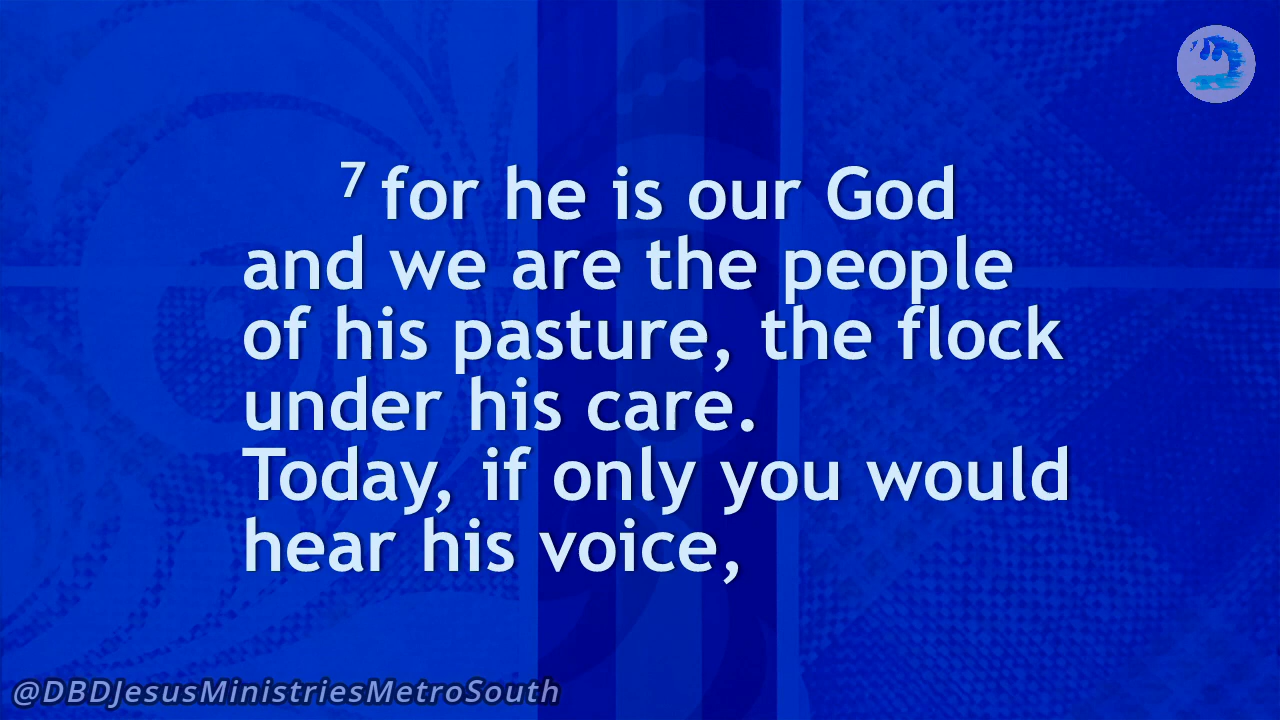 7 for he is our God
and we are the people
of his pasture, the flock
under his care.
Today, if only you would
hear his voice,
@DBDJesusMinistriesMetroSouth